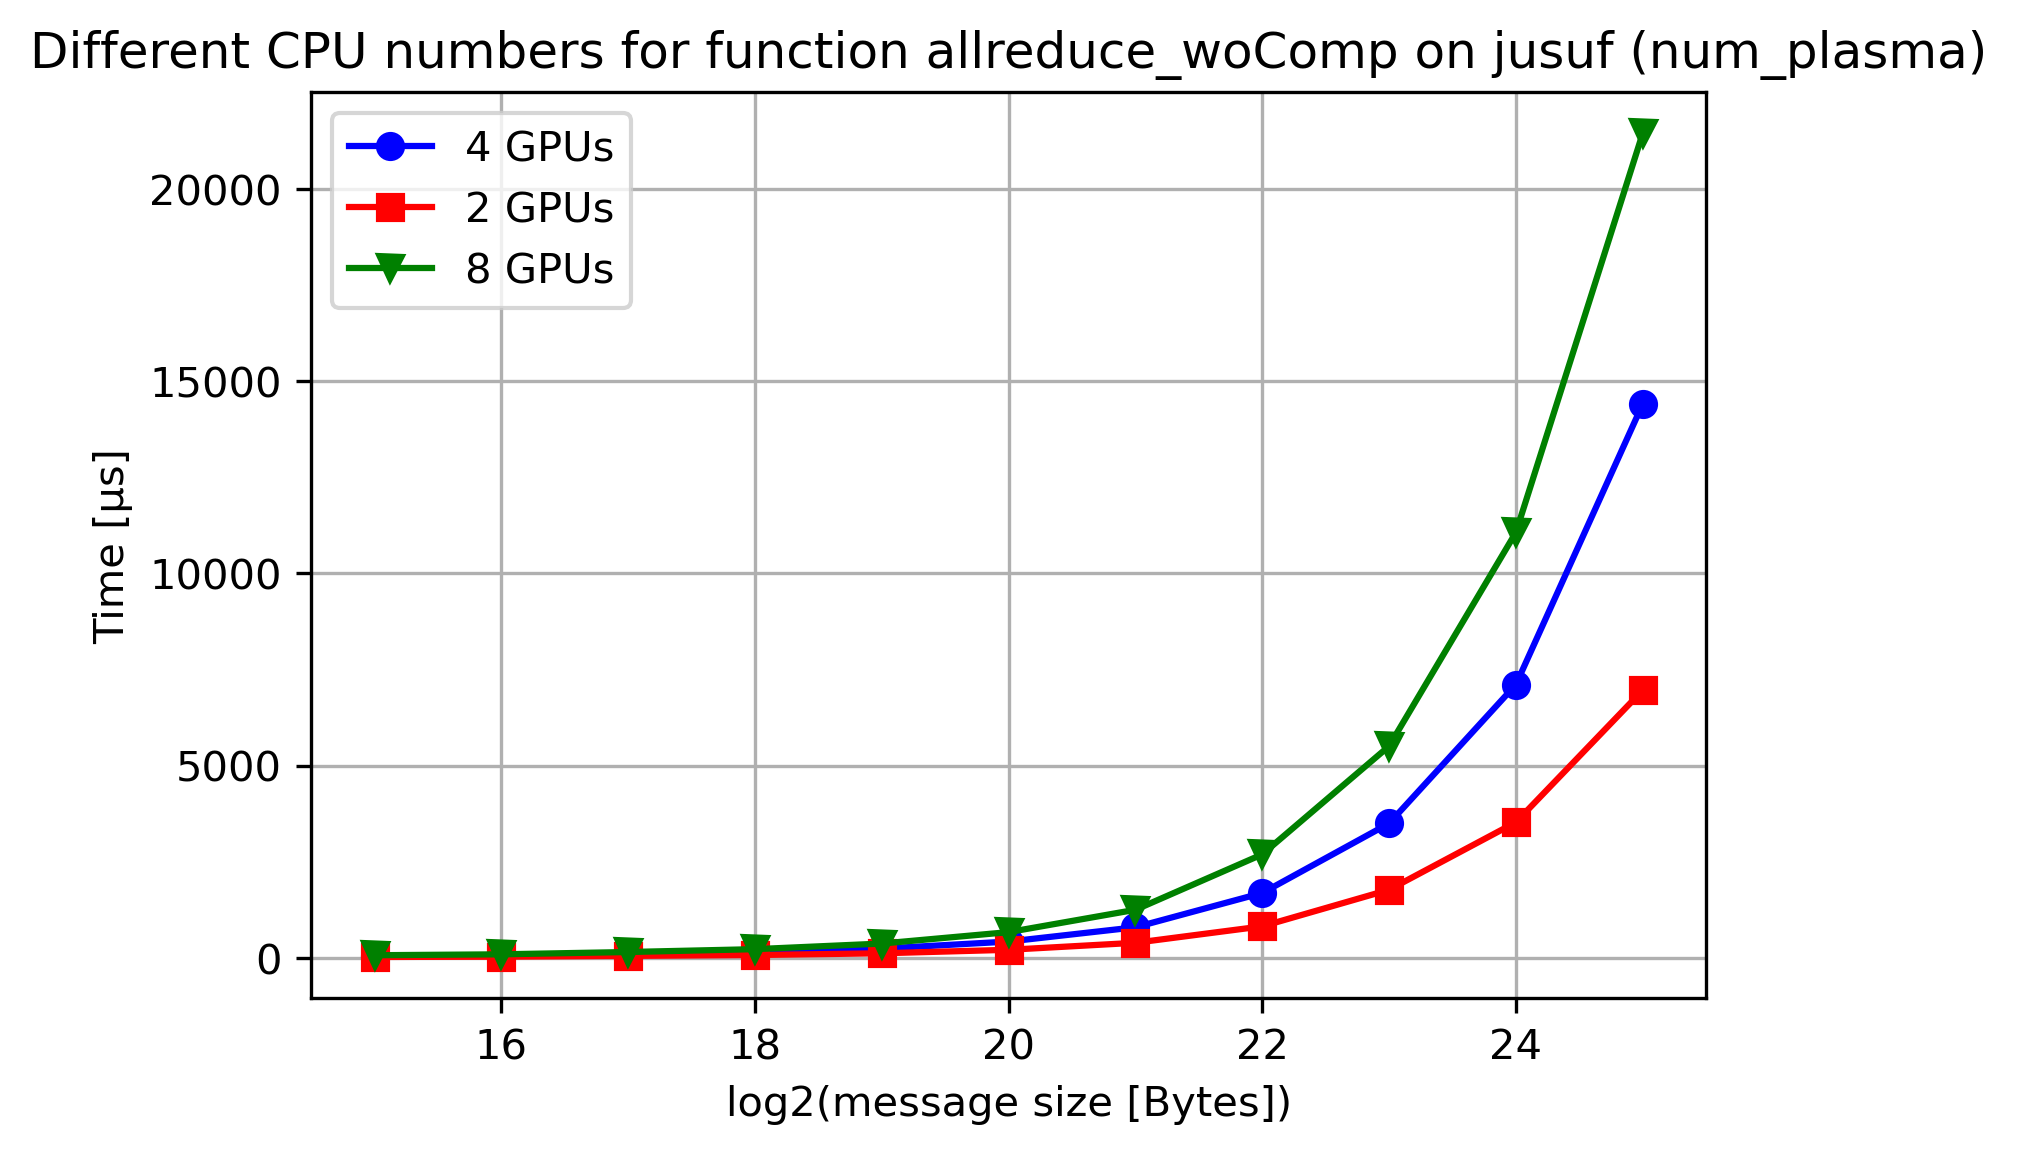 Different CPU numbers for function allreduce_woComp on jusuf (num_plasma)
4 GPUs
2 GPUs
8 GPUs
20000
15000
10000
5000
0
Time [µs]
16 18 20 22 24
log2(message size [Bytes])